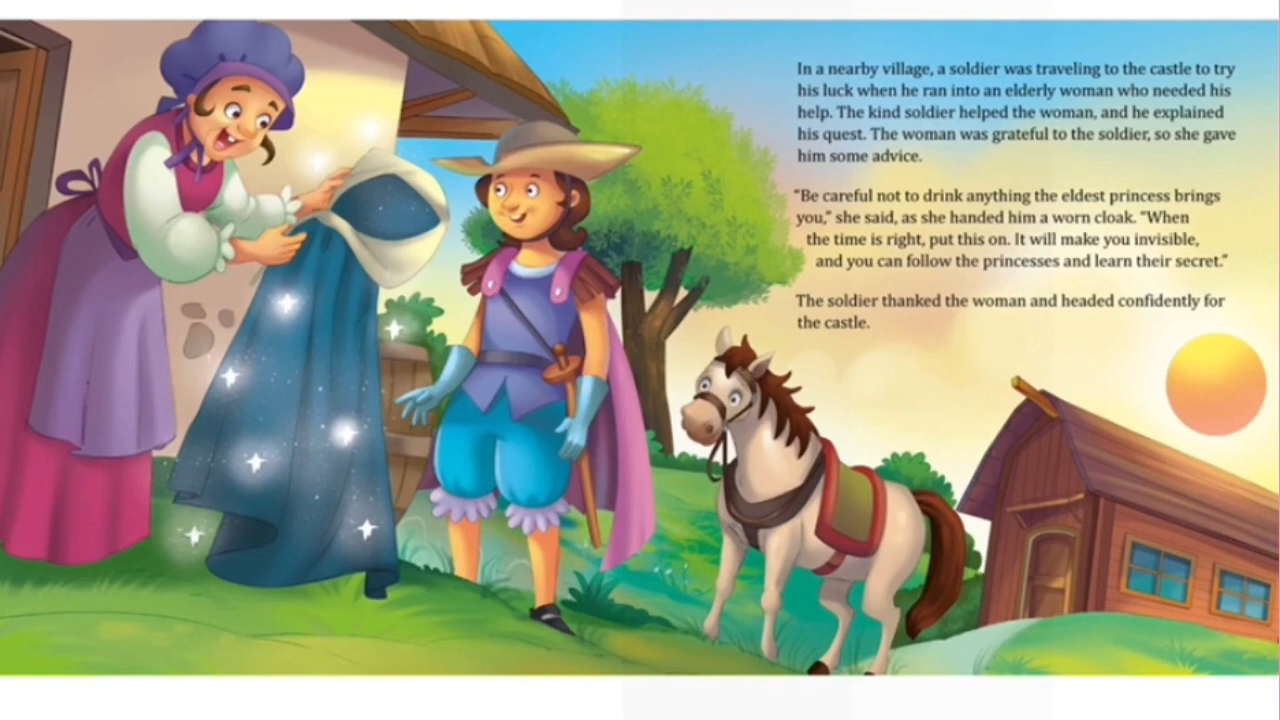 In a nearby village, a soldier was traveling to the castle to try
his luck when he ran into an elderly woman who needed his
help. The kind soldier helped the woman, and he explained
his quest. The woman was grateful to the soldier, so she gave
him some advice.
“Be careful not to drink anything the eldest princess brings
you,” she said, as she handed him a worn cloak. “When
the time is right, put this on. It will make you invisible,
and you can follow the princesses and learn their secret.”
The soldier thanked the woman and headed confidently for
the castle.